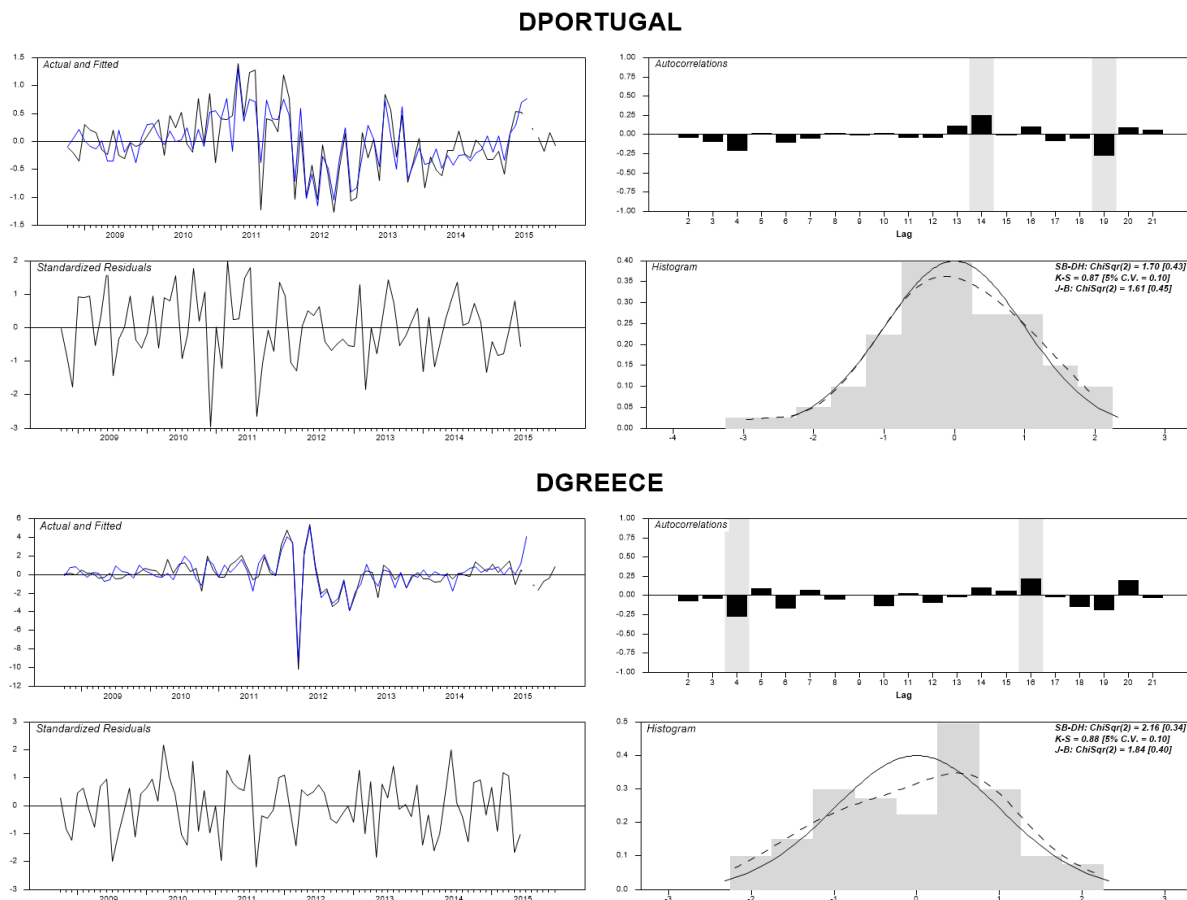 DPORTUGAL
Actual and Fitted
1.5
1.0
0.5
0.0
-0.5
-1.0
-1.5
2009 2010 2011 2012 2013 2014 2015
Autocorrelations
1.00
0.75
0.50
0.25
0.00
-0.25
-0.50
-0.75
-1.00
2 3 4 5 6 7 8 9 10 11 12 13 14 15 16 17 18 19 20 21
Lag
Standardized Residuals
2
1
0
-1
-2
-3
2009 2010 2011 2012 2013 2014 2015
Histogram
SB-DH: ChiSqr(2) = 1.70 [0.43]
K-S = 0.87 [5% C.V. = 0.10]
J-B: ChiSqr(2) = 1.61 [0.45]
0.40
0.35
0.30
0.25
0.20
0.15
0.10
0.05
0.00
-4 -3 -2 -1 0 1 2 3
DGREECE
Actual and Fitted
6
4
2
0
-2
-4
-6
-8
-10
-12
2009 2010 2011 2012 2013 2014 2015
Autocorrelations
1.00
0.75
0.50
0.25
0.00
-0.25
-0.50
-0.75
-1.00
2 3 4 5 6 7 8 9 10 11 12 13 14 15 16 17 18 19 20 21
Lag
Standardized Residuals
3
2
1
0
-1
-2
-3
2009 2010 2011 2012 2013 2014 2015
Histogram
SB-DH: ChiSqr(2) = 2.16 [0.34]
K-S = 0.88 [5% C.V. = 0.10]
J-B: ChiSqr(2) = 1.84 [0.40]
0.5
0.4
0.3
0.2
0.1
0.0
-3 -2 -1 0 1 2 3